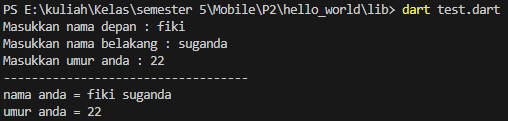 PS E:\kuliah\Kelas\semester 5\Mobile\P2\hello_world\lib> dart test.dart
Masukkan nama depan : fiki
Masukkan nama belakang : suganda
Masukkan umur anda : 22
-----------------------------------
nama anda = fiki suganda
umur anda = 22